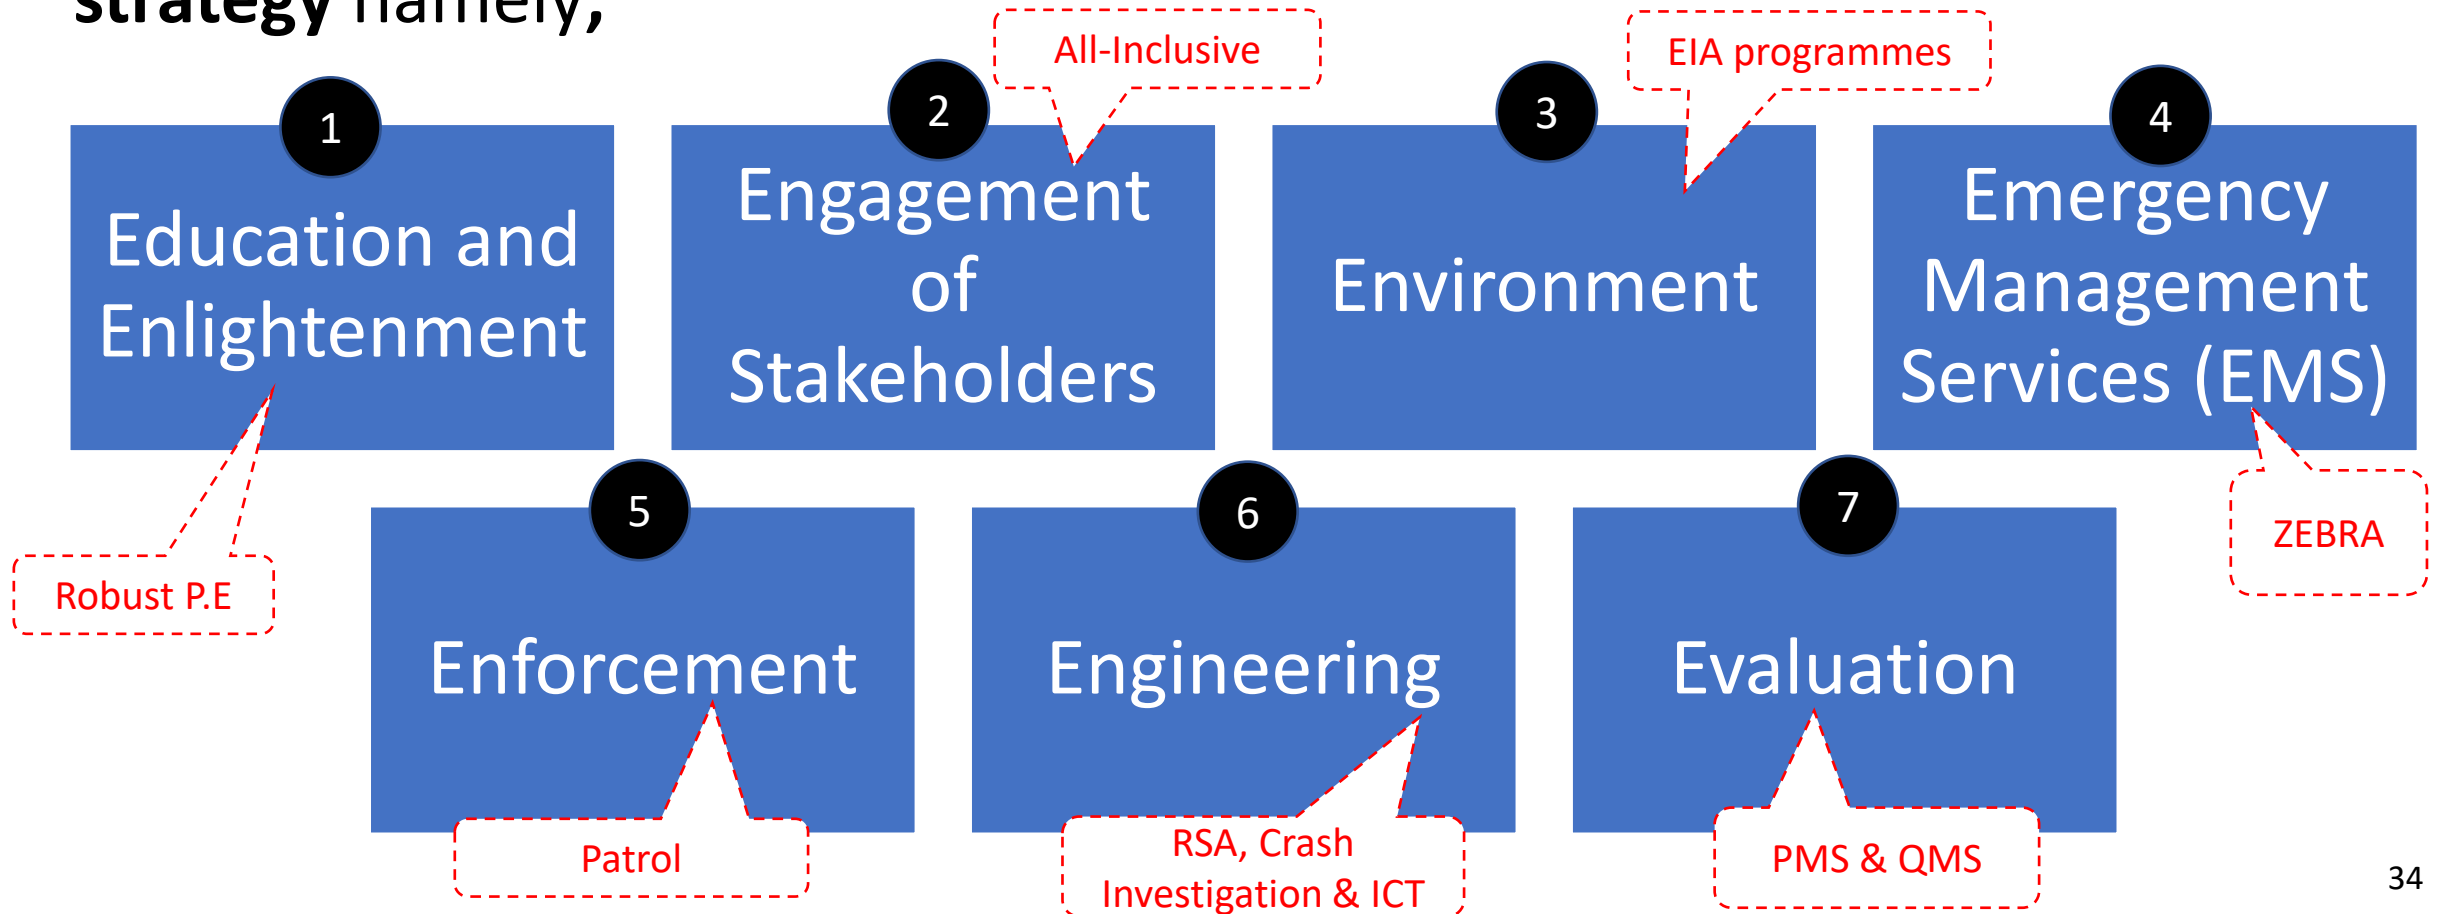 strategy namely,
1
Education and
Enlightenment
Robust P.E
2
All-Inclusive
Engagement
of
Stakeholders
3
EIA programmes
Environment
4
Emergency
Management
Services (EMS)
ZEBRA
5
Enforcement
Patrol
6
Engineering
RSA, Crash
Investigation & ICT
7
Evaluation
PMS & QMS
34